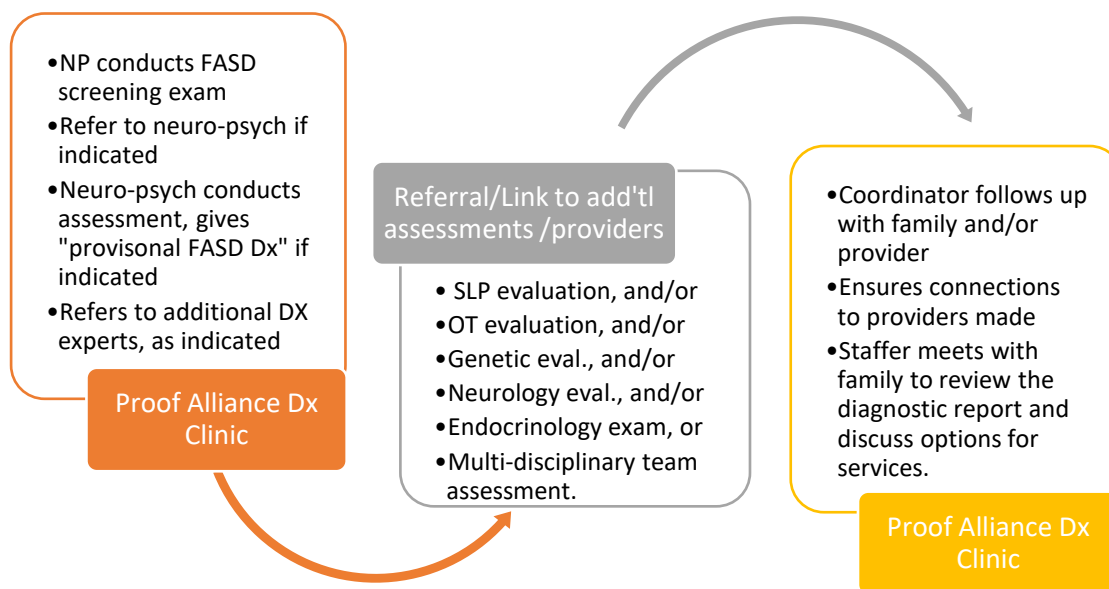 •NP conducts FASD
screening exam
•Refer to neuro-psych if
indicated
•Neuro-psych conducts
assessment, gives
"provisonal FASD Dx" if
indicated
•Refers to additional DX
experts, as indicated
Proof Alliance Dx
Clinic
Referral/Link to add'tl
assessments /providers
• SLP evaluation, and/or
•OT evaluation, and/or
•Genetic eval., and/or
•Neurology eval., and/or
•Endocrinology exam, or
•Multi-disciplinary team
assessment.
•Coordinator follows up
with family and/or
provider
•Ensures connections
to providers made
•Staffer meets with
family to review the
diagnostic report and
discuss options for
services.
Proof Alliance Dx
Clinic